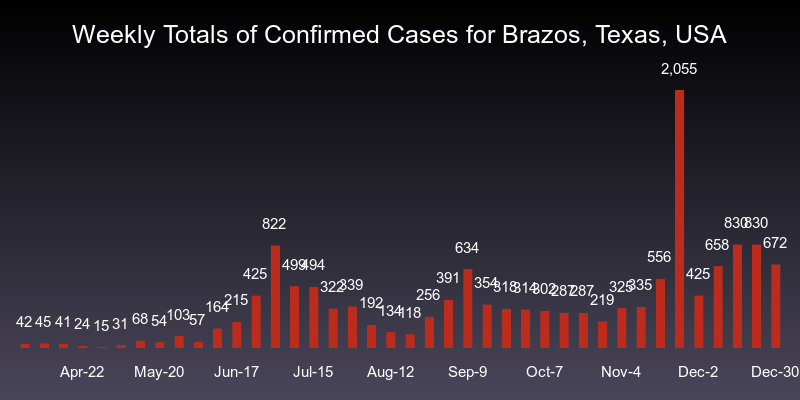 Weekly Totals of Confirmed Cases for Brazos, Texas, USA
2,055
822
830 830
634 658 672
499 494 556
425 391 425
322 339 354 318 314 302 287 287 325 335
164 215 192 134 118 256 219
42 45 41 24 15 31 68 54 103 57
Apr-22 May-20 Jun-17 Jul-15 Aug-12 Sep-9 Oct-7 Nov-4 Dec-2 Dec-30